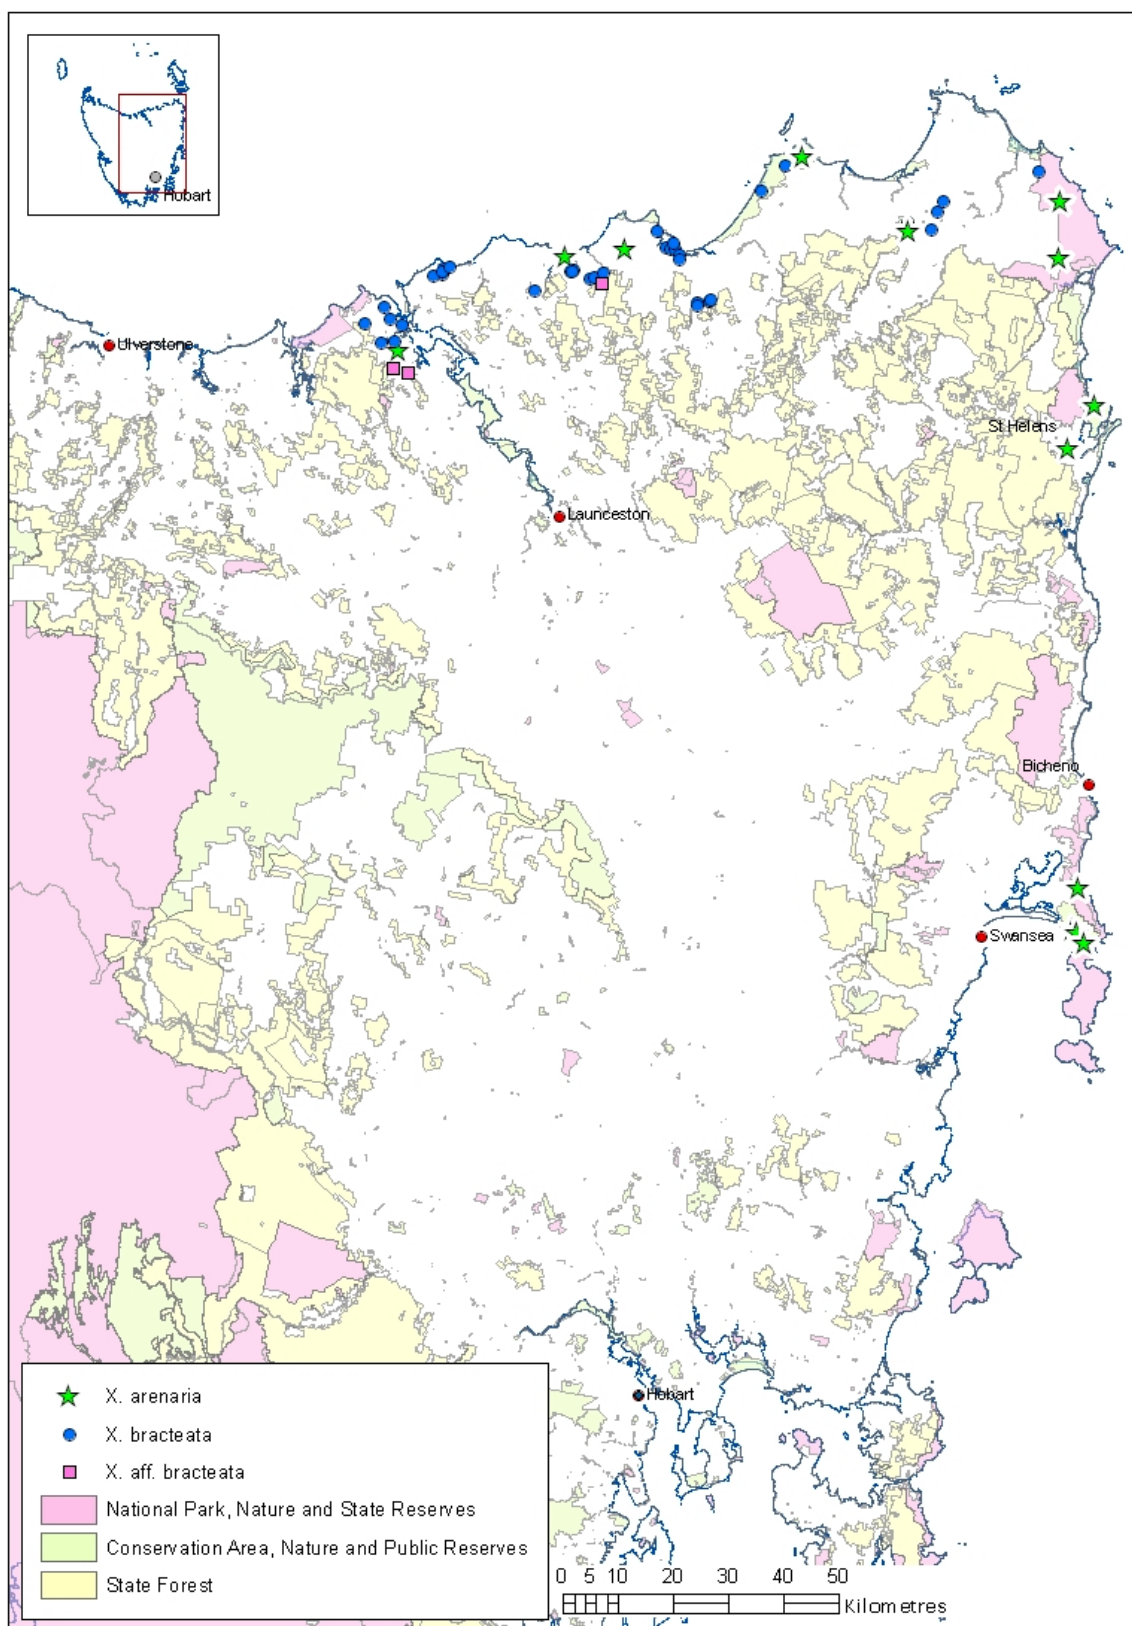 Hobart
Ulverstone
St Helens
Launceston
Bicheno
Swansea
Hobart
X. arenaria
X. bracteata
X. aff. bracteata
National Park, Nature and State Reserves
Conservation Area, Nature and Public Reserves
State Forest
0 5 10 20 30 40 50
Kilometres